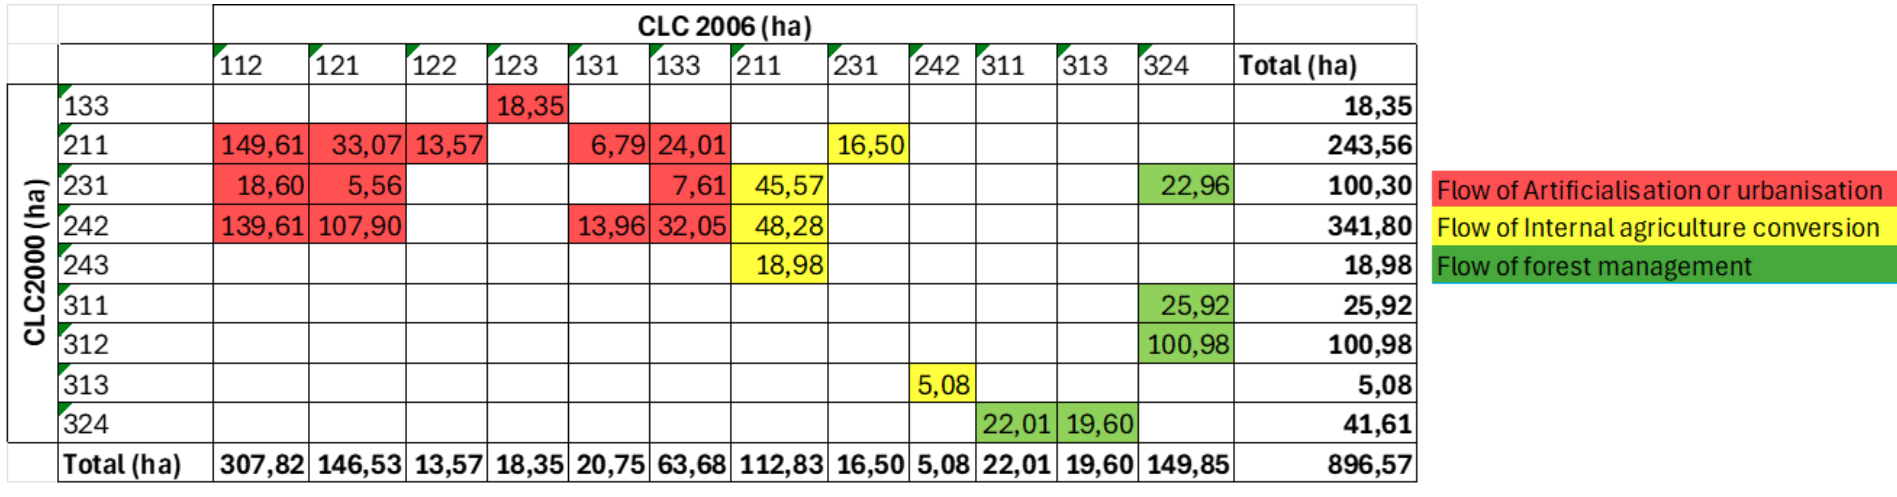 CLC 2006 (ha)
112 121 122 123 131 133 211 231 242 311 313 324 Total (ha)
CLC2000 (ha)
133 18,35 18,35
211 149,61 33,07 13,57 6,79 24,01 16,50 243,56
231 18,60 5,56 7,61 45,57 22,96 100,30 Flow of Artificialisation or urbanisation
242 139,61 107,90 13,96 32,05 48,28 341,80 Flow of Internal agriculture conversion
243 18,98 18,98 Flow of forest management
311 25,92 25,92
312 100,98 100,98
313 5,08 5,08
324 22,01 19,60 41,61
Total (ha) 307,82 146,53 13,57 18,35 20,75 63,68 112,83 16,50 5,08 22,01 19,60 149,85 896,57